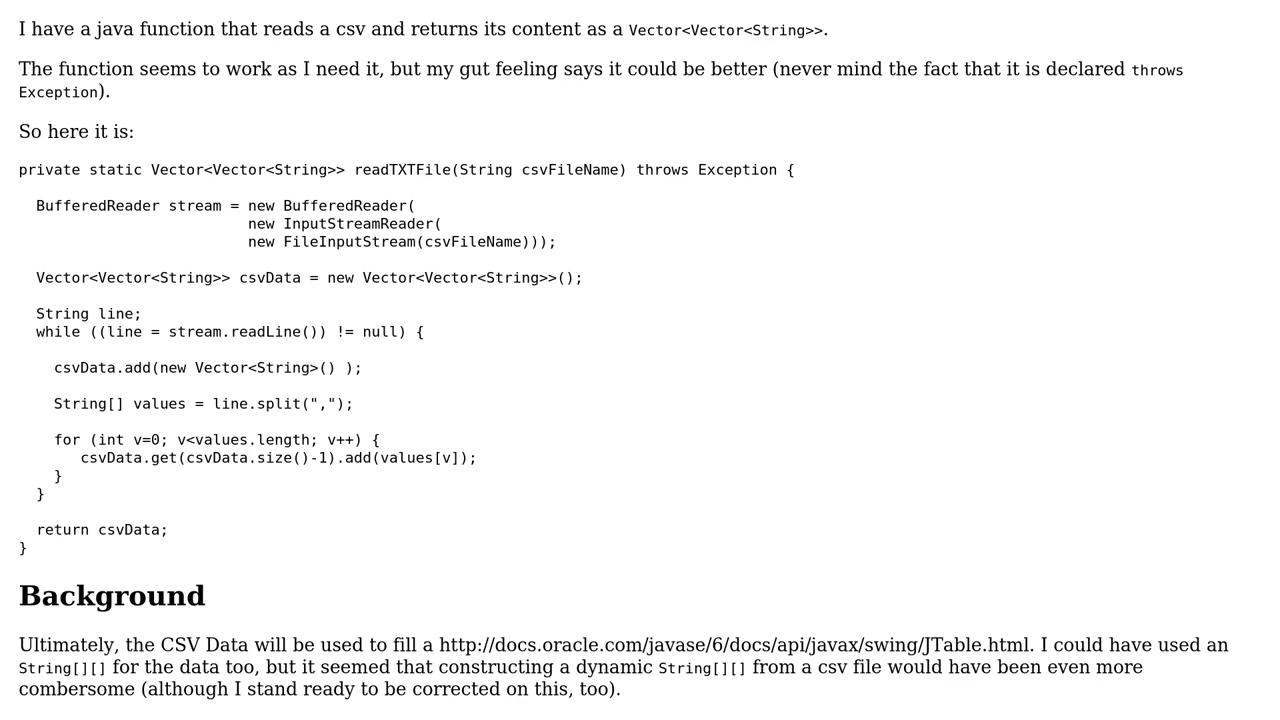 I have a java function that reads a csv and returns its content as a Vector<Vector<String>>.
The function seems to work as I need it, but my gut feeling says it could be better (never mind the fact that it is declared throws
Exception).
So here it is:
private static Vector<Vector<String>> readTXTFile(String csvFileName) throws Exception {
  BufferedReader stream = new BufferedReader(
                          new InputStreamReader(
                          new FileInputStream(csvFileName)));
  Vector<Vector<String>> csvData = new Vector<Vector<String>>();
  String line;
  while ((line = stream.readLine()) != null) {
    csvData.add(new Vector<String>() );
    String[] values = line.split(",");
    for (int v=0; v<values.length; v++) {
       csvData.get(csvData.size()-1).add(values[v]);
    }
  }
  return csvData;
}
Background
Ultimately, the CSV Data will be used to fill a http://docs.oracle.com/javase/6/docs/api/javax/swing/JTable.html. I could have used an
String[][] for the data too, but it seemed that constructing a dynamic String[][] from a csv file would have been even more
combersome (although I stand ready to be corrected on this, too).